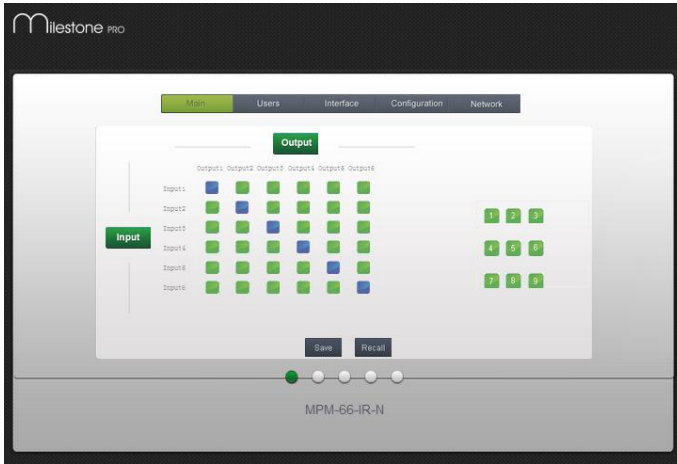 Milestone PRO
Main Users Interface Configuration Network
Output
Output1 Output2 Output3 Output4 Output5 Output6
Input1
Input2
Input3
Input
Input4
Input5
Input6
1 2 3
4 5 6
7 8 9
Save Recall
MPM-66-IR-N